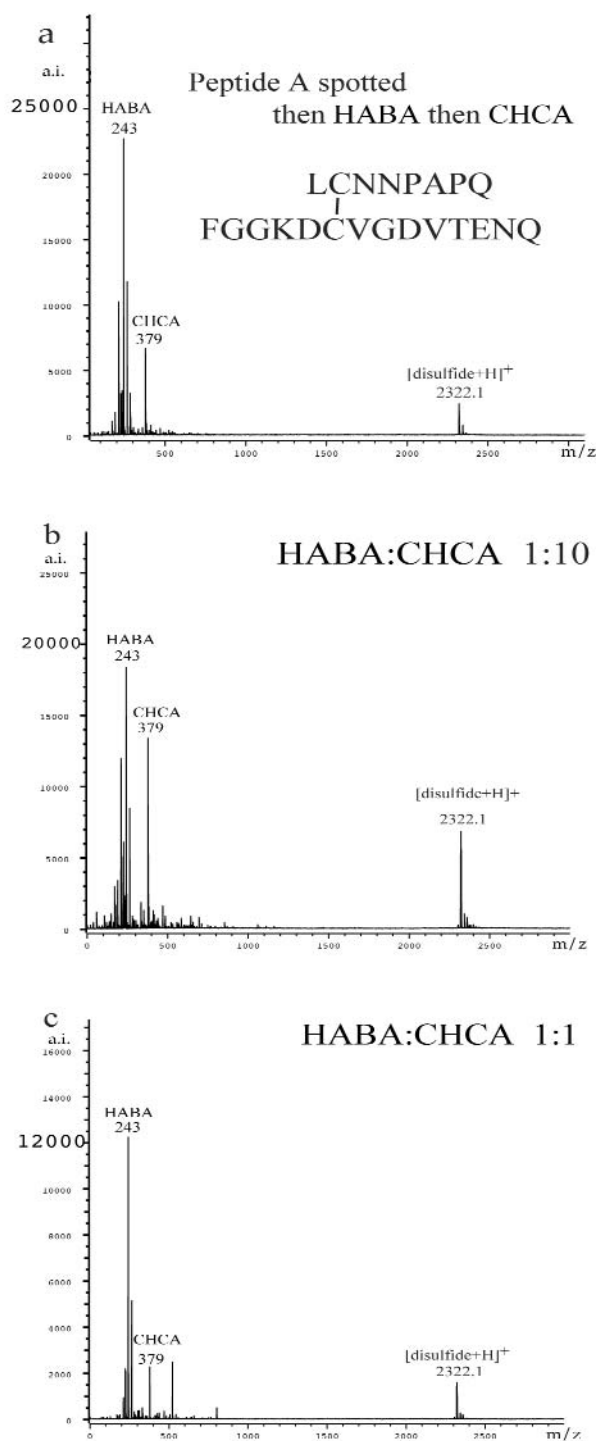 a
a.i.
Peptide A spotted
then HABA then CHCA
25000
HABA
243
LCNNPAPQ
FGGKDCVGDVTENQ
20000
15000
10000
CHCA
379
5000
[disulfide+H]+
2322.1
0
500
1000
1500
2000
2500
m/z
b
a.i.
HABA:CHCA 1:10
25000
20000
HABA
243
15000
CHCA
379
10000
[disulfide+H]+
2322.1
5000
0
0
500
1000
1500
2000
2500
m/z
c
a.i.
HABA:CHCA 1:1
16000
14000
HABA
243
12000
10000
8000
6000
4000
CHCA
379
2000
[disulfide+H]+
2322.1
0
0
500
1000
1500
2000
2500
m/z